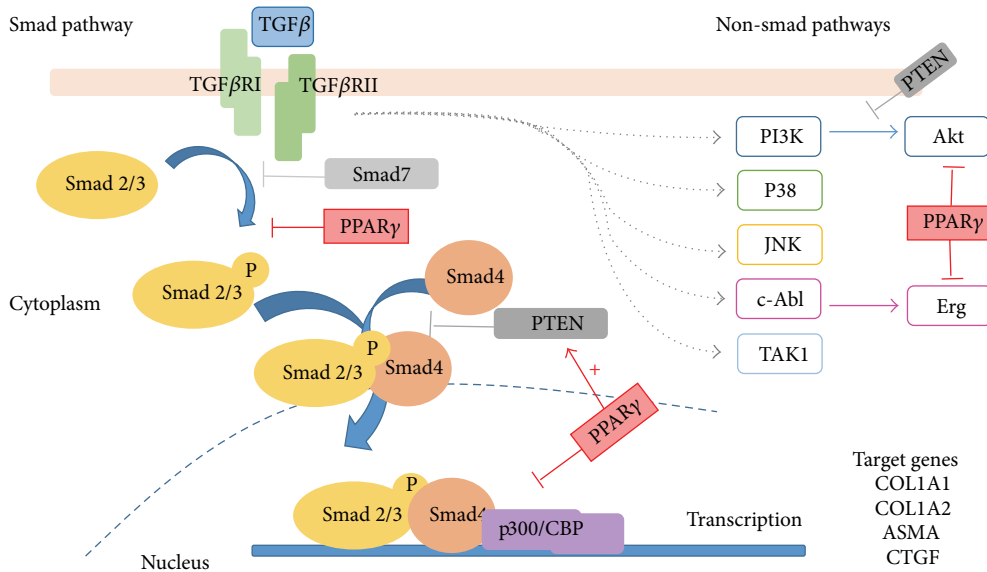 Smad pathway
TGFβ
Non-smad pathways
TGFβRI
TGFβRII
PTEN
PI3K
Akt
Smad 2/3
Smad7
P38
PPARγ
PPARγ
JNK
P
Smad 2/3
Smad4
Cytoplasm
c-Abl
Erg
PTEN
P
Smad 2/3
Smad4
TAK1
+
PPARγ
P
Smad 2/3
Smad4
p300/CBP
Transcription
Nucleus
Target genes
COL1A1
COL1A2
ASMA
CTGF